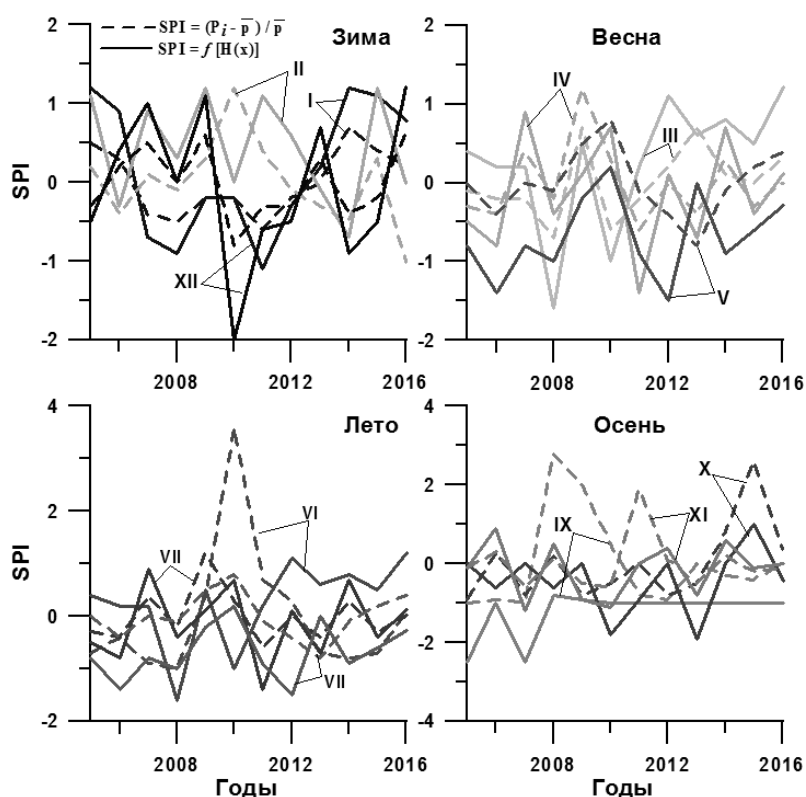 SPI = (P_i - p̅) / p̅
SPI = f [H(x)]
Зима
Весна
2
1
0
-1
-2
SPI
II
I
XII
2008
2012
2016
2
1
0
-1
-2
IV
III
V
2008
2012
2016
Лето
Осень
4
2
0
-2
SPI
VI
VII
VII
2008
2012
2016
Годы
4
2
0
-2
-4
X
IX
XI
2008
2012
2016
Годы